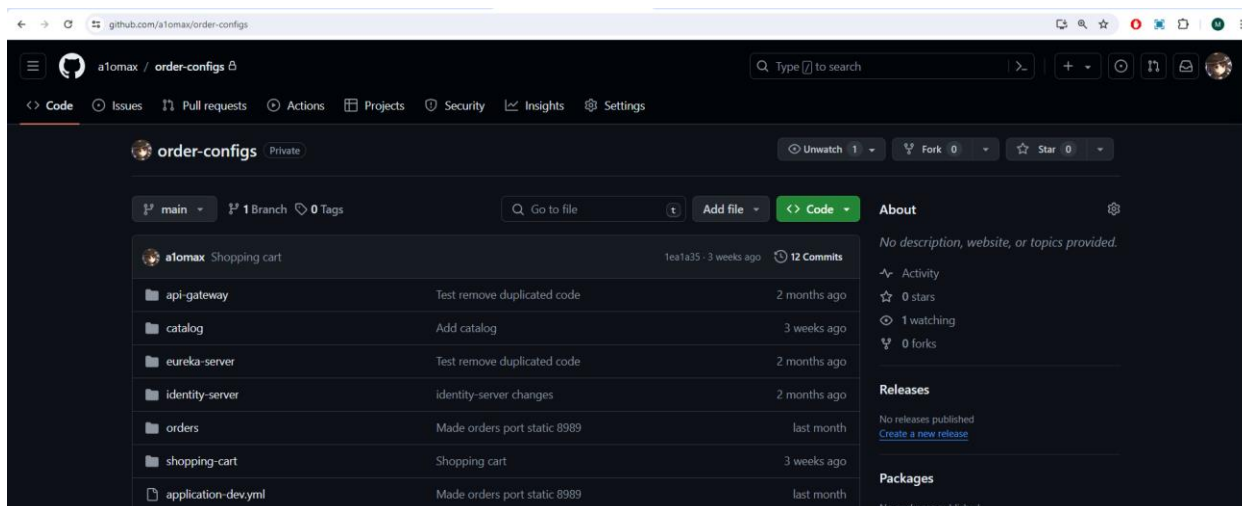 github.com/a1omax/order-configs
a1omax / order-configs
Type / to search
Code Issues Pull requests Actions Projects Security Insights Settings
order-configs Private
Unwatch 1 Fork 0 Star 0
main 1 Branch 0 Tags Go to file t Add file Code
About
No description, website, or topics provided.
a1omax Shopping cart 1ea1a35 · 3 weeks ago 12 Commits
Activity
api-gateway Test remove duplicated code 2 months ago
0 stars
catalog Add catalog 3 weeks ago
1 watching
eureka-server Test remove duplicated code 2 months ago
0 forks
identity-server identity-server changes 2 months ago
Releases
orders Made orders port static 8989 last month
No releases published
Create a new release
shopping-cart Shopping cart 3 weeks ago
Packages
application-dev.yml Made orders port static 8989 last month